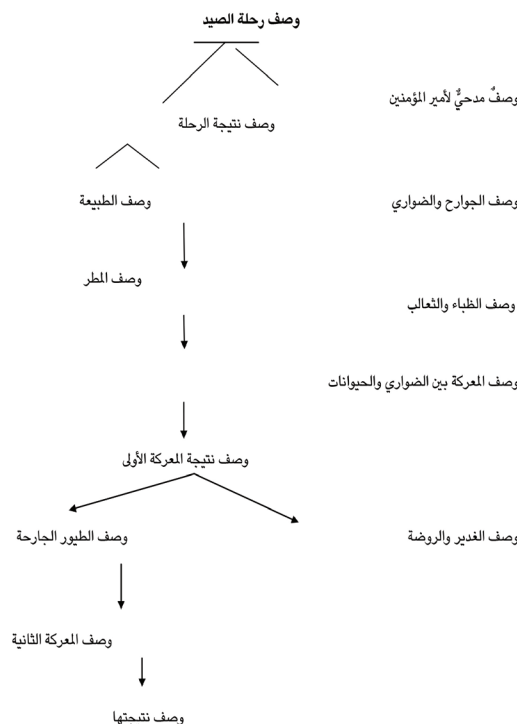 وصف رحلة الصيد
وصفٌ مدحيٌّ لأمير المؤمنين
وصف نتيجة الرحلة
وصف الجوارح والضواري
وصف الطبيعة
وصف المطر
وصف الظباء والثعالب
وصف المعركة بين الضواري والحيوانات
وصف نتيجة المعركة الأولى
وصف الغدير والروضة
وصف الطيور الجارحة
وصف المعركة الثانية
وصف نتيجتها